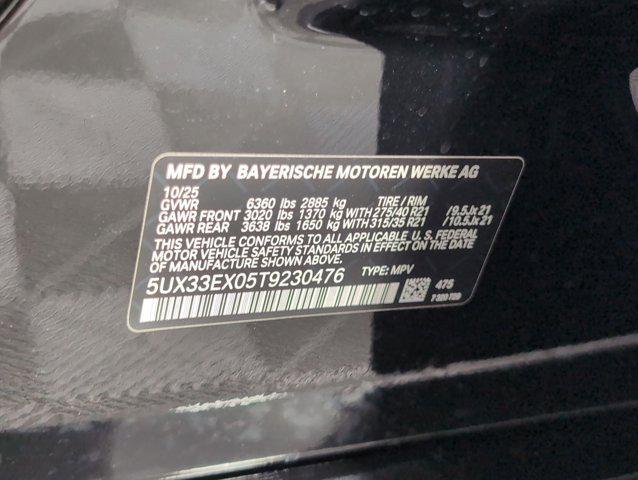 MFD BY BAYERISCHE MOTOREN WERKE AG
10/25
GVWR 6360 lbs 2885 kg TIRE / RIM
GAWR FRONT 3020 lbs 1370 kg WITH 275/40 R21 / 9.5Jx21
GAWR REAR 3638 lbs 1650 kg WITH 315/35 R21 / 10.5Jx21
THIS VEHICLE CONFORMS TO ALL APPLICABLE U. S. FEDERAL
MOTOR VEHICLE SAFETY STANDARDS IN EFFECT ON THE
DATE OF MANUFACTURE SHOWN ABOVE.
5UX33EX05T9230476 TYPE: MPV
475
7 329 729